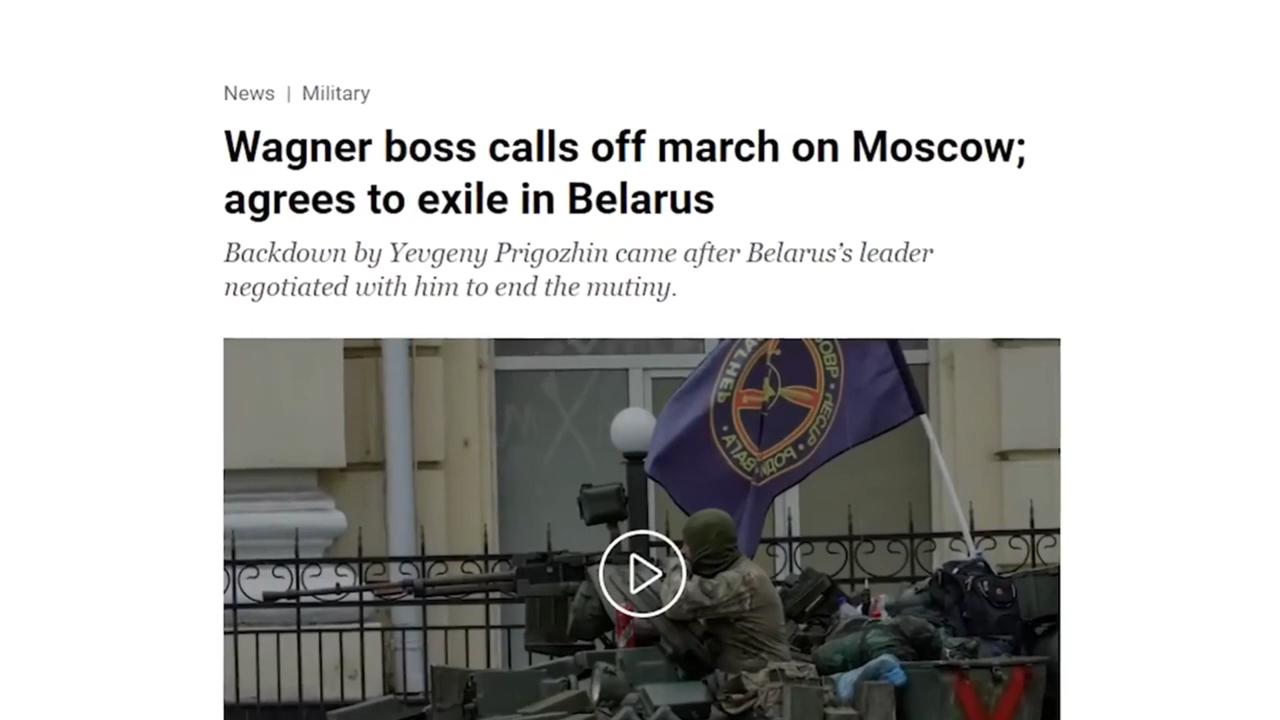 News | Military
Wagner boss calls off march on Moscow;
agrees to exile in Belarus
Backdown by Yevgeny Prigozhin came after Belarus’s leader
negotiated with him to end the mutiny.